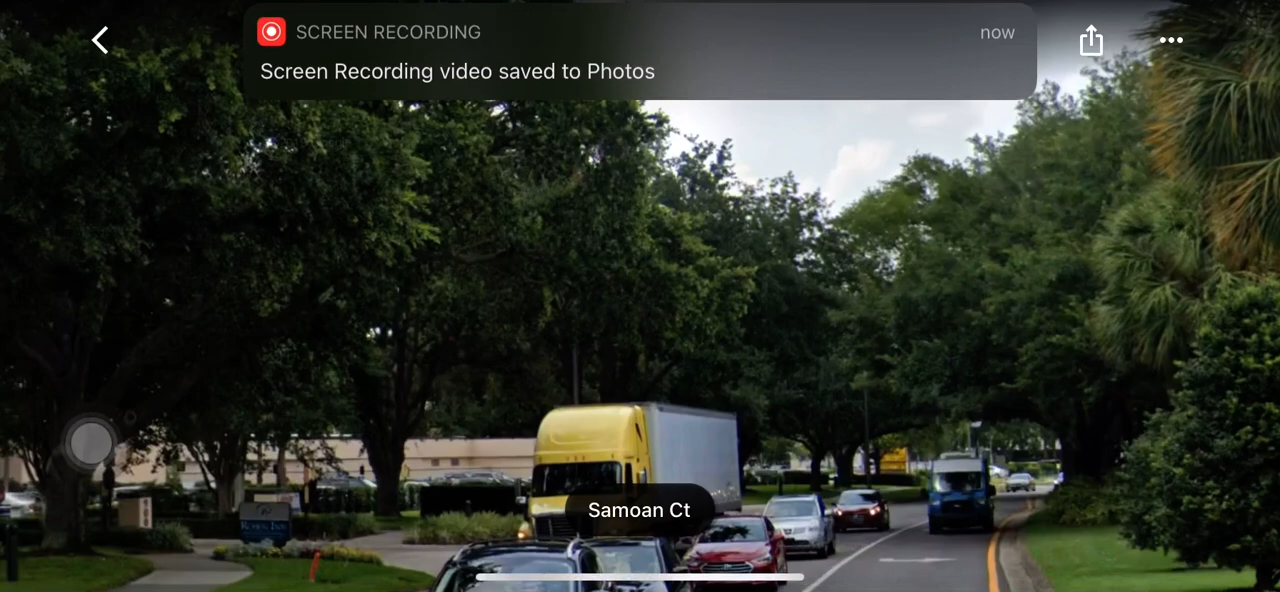 SCREEN RECORDING
now
Screen Recording video saved to Photos
Samoan Ct